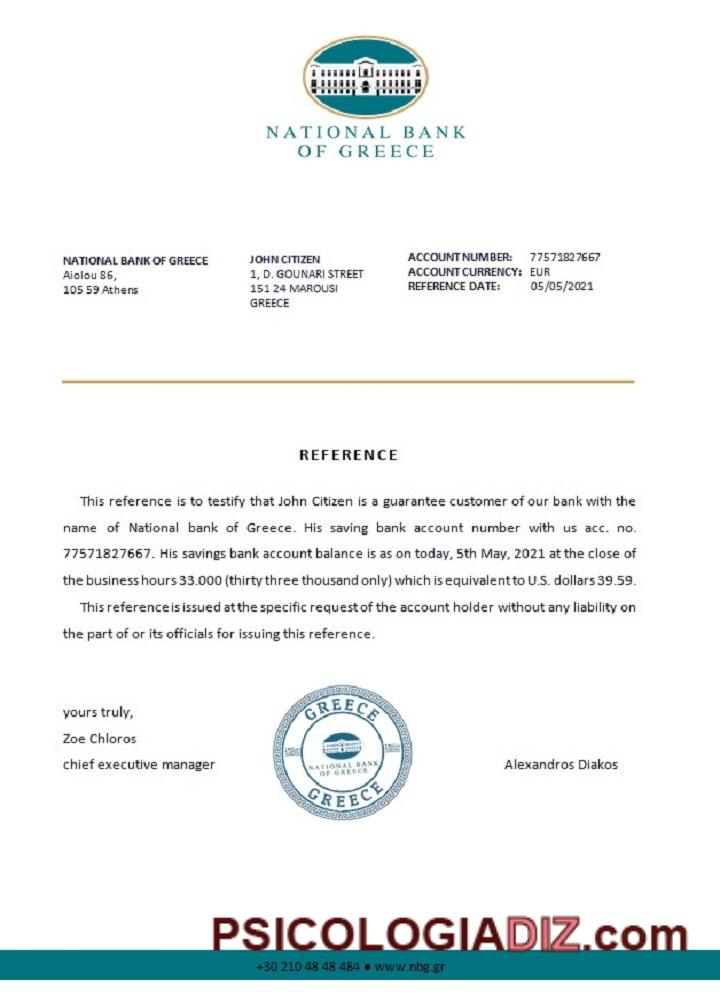 NATIONAL BANK
OF GREECE
NATIONAL BANK OF GREECE
Aiolou 86,
105 59 Athens
JOHN CITIZEN
1, D. GOUNARI STREET
151 24 MAROUSI
GREECE
ACCOUNT NUMBER: 77571827667
ACCOUNT CURRENCY: EUR
REFERENCE DATE: 05/05/2021
REFERENCE
This reference is to testify that John Citizen is a guarantee customer of our bank with the
name of National bank of Greece. His saving bank account number with us acc. no.
77571827667. His savings bank account balance is as on today, 5th May, 2021 at the close of
the business hours 33.000 (thirty three thousand only) which is equivalent to U.S. dollars 39.59.
This reference is issued at the specific request of the account holder without any liability on
the part of or its officials for issuing this reference.
yours truly,
Zoe Chloros
chief executive manager
GREECE
NATIONAL BANK
OF GREECE
GREECE
Alexandros Diakos
PSICOLOGIADIZ.com
+30 210 48 48 484 ● www.nbg.gr